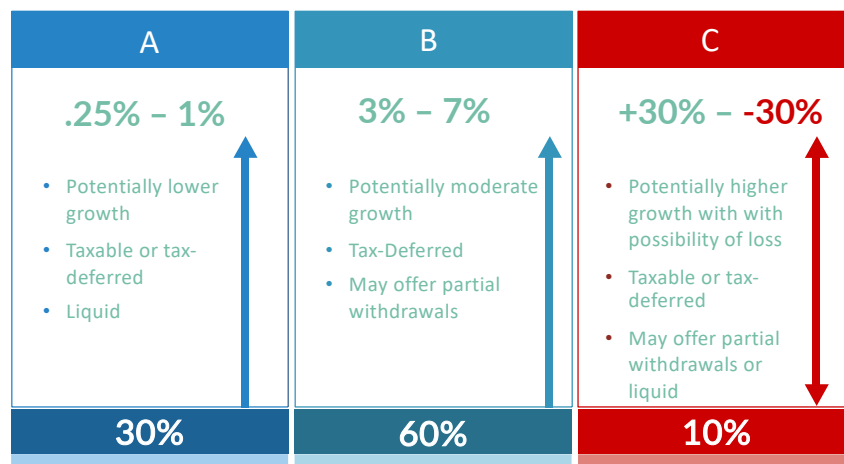 A
.25% – 1%
• Potentially lower
growth
• Taxable or tax-
deferred
• Liquid
30%
B
3% – 7%
• Potentially moderate
growth
• Tax-Deferred
• May offer partial
withdrawals
60%
C
+30% – -30%
• Potentially higher
growth with with
possibility of loss
• Taxable or tax-
deferred
• May offer partial
withdrawals or
liquid
10%